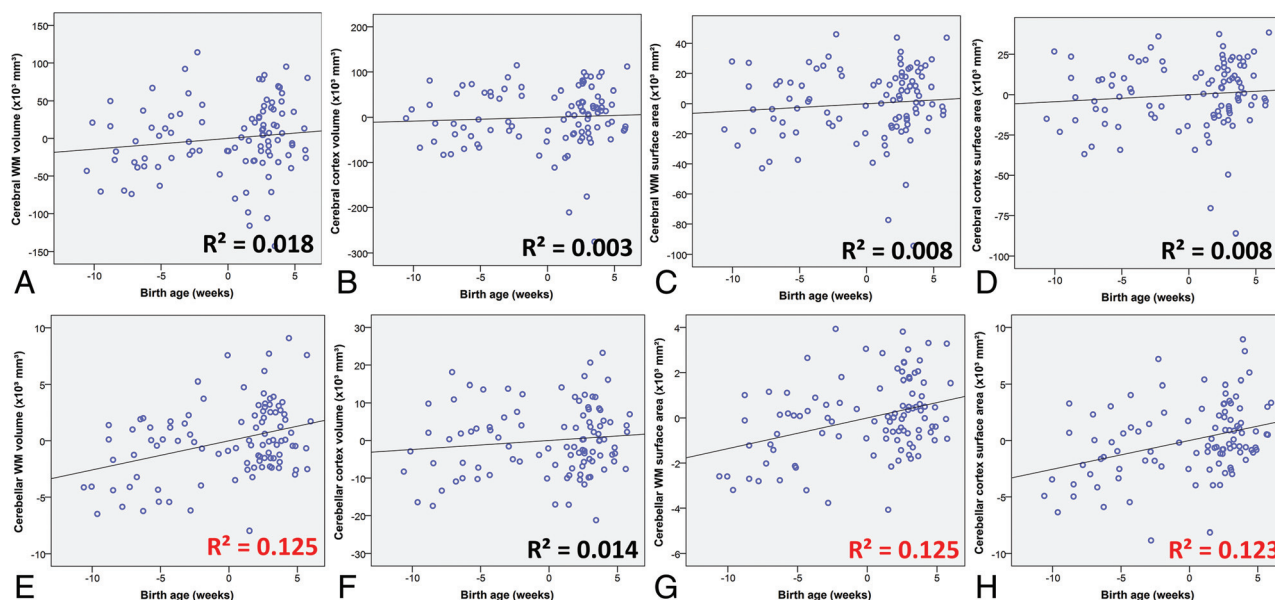 A
Cerebral WM volume (x10³ mm³)
150
100
50
0
-50
-100
-150
-10
-5
0
5
R² = 0.018
Birth age (weeks)
B
Cerebral cortex volume (x10³ mm³)
200
100
0
-100
-200
-300
-10
-5
0
5
R² = 0.003
Birth age (weeks)
C
Cerebral WM surface area (x10³ mm²)
40
20
0
-20
-40
-60
-80
-100
-10
-5
0
5
R² = 0.008
Birth age (weeks)
D
Cerebral cortex surface area (x10³ mm²)
25
0
-25
-50
-75
-100
-10
-5
0
5
R² = 0.008
Birth age (weeks)
E
Cerebellar WM volume (x10³ mm³)
10
5
0
-5
-10
-10
-5
0
5
R² = 0.125
Birth age (weeks)
F
Cerebellar cortex volume (x10³ mm³)
30
20
10
0
-10
-20
-30
-10
-5
0
5
R² = 0.014
Birth age (weeks)
G
Cerebellar WM surface area (x10³ mm²)
4
2
0
-2
-4
-6
-10
-5
0
5
R² = 0.125
Birth age (weeks)
H
Cerebellar cortex surface area (x10³ mm²)
10
5
0
-5
-10
-10
-5
0
5
R² = 0.123
Birth age (weeks)